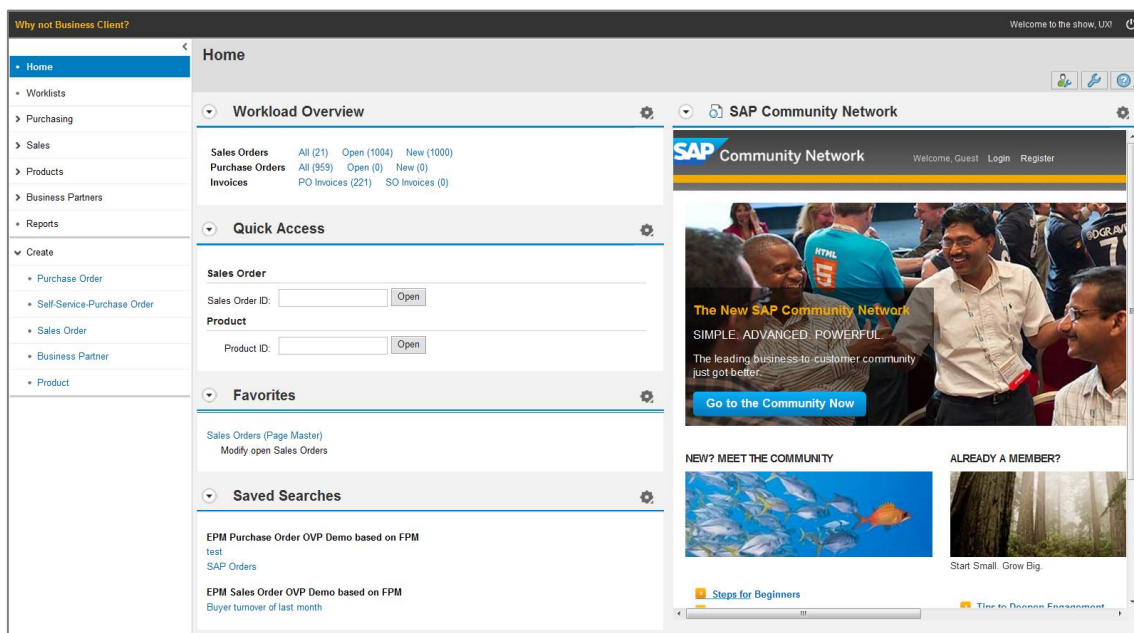 Why not Business Client?
Welcome to the show, UX!
Home
Worklists
Purchasing
Sales
Products
Business Partners
Reports
Create
Purchase Order
Self-Service-Purchase Order
Sales Order
Business Partner
Product
Home
Workload Overview
Sales Orders All (21) Open (1004) New (1000)
Purchase Orders All (959) Open (0) New (0)
Invoices PO Invoices (221) SO Invoices (0)
Quick Access
Sales Order
Sales Order ID: Open
Product
Product ID: Open
Favorites
Sales Orders (Page Master)
Modify open Sales Orders
Saved Searches
EPM Purchase Order OVP Demo based on FPM
test
SAP Orders
EPM Sales Order OVP Demo based on FPM
Buyer turnover of last month
SAP Community Network
SAP Community Network Welcome, Guest Login Register
HTML
5
The New SAP Community Network
SIMPLE. ADVANCED. POWERFUL.
The leading business-to-customer community
just got better.
Go to the Community Now
NEW? MEET THE COMMUNITY
ALREADY A MEMBER?
Start Small. Grow Big.
Steps for Beginners
Tips to Deepen Engagement